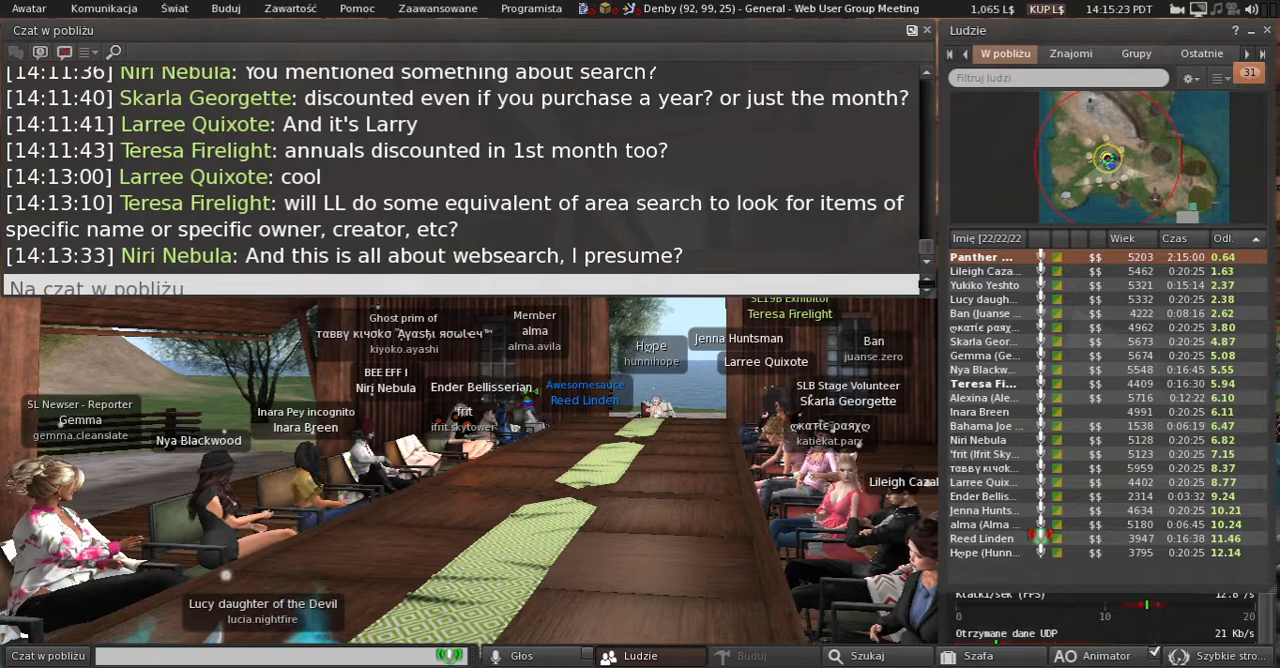 Awatar Komunikacja Świat Buduj Zawartość Pomoc Zaawansowane Programista Denby (92, 99, 25) - General - Web User Group Meeting 1,065 L$ KUP L$ 14:15:23 PDT
Czat w pobliżu
[14:11:36] Niri Nebula: You mentioned something about search?
[14:11:40] Skarla Georgette: discounted even if you purchase a year? or just the month?
[14:11:41] Larree Quixote: And it's Larry
[14:11:43] Teresa Firelight: annuals discounted in 1st month too?
[14:13:00] Larree Quixote: cool
[14:13:10] Teresa Firelight: will LL do some equivalent of area search to look for items of
specific name or specific owner, creator, etc?
[14:13:33] Niri Nebula: And this is all about websearch, I presume?
Na czat w pobliżu
SL19B Exhibitor
Teresa Firelight
Ghost prim of
kiyoko.ayashi
Member
alma
alma.avila
Hope
hunnihope
Jenna Huntsman
Larree Quixote
Ban
juanse.zero
BEE EFF I
Niri Nebula
Ender Bellisserian
Awesomesauce
Reed Linden
SLB Stage Volunteer
Skarla Georgette
SL Newser - Reporter
Gemma
gemma.cleanslate
Inara Pey incognito
Inara Breen
'frit
ifrit.skytower
Nya Blackwood
katiekat.parx
Lileigh Cazal
Lucy daughter of the Devil
lucia.nightfire
Ludzie
W pobliżu Znajomi Grupy Ostatnie
Filtruj ludzi
31
Imię [22/22/22 Wiek Czas Odl.
Panther ... $$ 5203 2:15:00 0.64
Lileigh Caza... $$ 5462 0:20:25 1.63
Yukiko Yeshto $$ 5321 0:15:14 2.37
Lucy daugh... $$ 5332 0:20:25 2.38
Ban (Juanse ... $$ 4222 0:08:16 2.62
$$ 4962 0:20:25 3.80
Skarla Geor... $$ 5673 0:20:25 4.87
Gemma (Ge... $$ 5674 0:20:25 5.08
Nya Blackw... $$ 5548 0:16:45 5.55
Teresa Fi... $$ 4409 0:16:30 5.94
Alexina (Ale... $$ 5716 0:12:22 6.10
Inara Breen $$ 4991 0:20:25 6.11
Bahama Joe ... $$ 1538 0:06:19 6.47
Niri Nebula $$ 5128 0:20:25 6.82
'frit (Ifrit Sky... $$ 5123 0:20:25 7.15
$$ 5959 0:20:25 8.37
Larree Quix... $$ 4402 0:20:25 8.77
Ender Bellis... $$ 2314 0:03:32 9.24
Jenna Hunts... $$ 4634 0:20:25 10.21
alma (Alma ... $$ 5180 0:06:45 10.24
Reed Linden $$ 3947 0:16:38 11.46
Hope (Hunn... $$ 3795 0:20:25 12.14
Klatki/sek (FPS) 12.8 /s
0 10 20
Otrzymane dane UDP 21 Kb/s
Czat w pobliżu Głos Ludzie Buduj Szukaj Szafa AO Animator Szybkie stro...